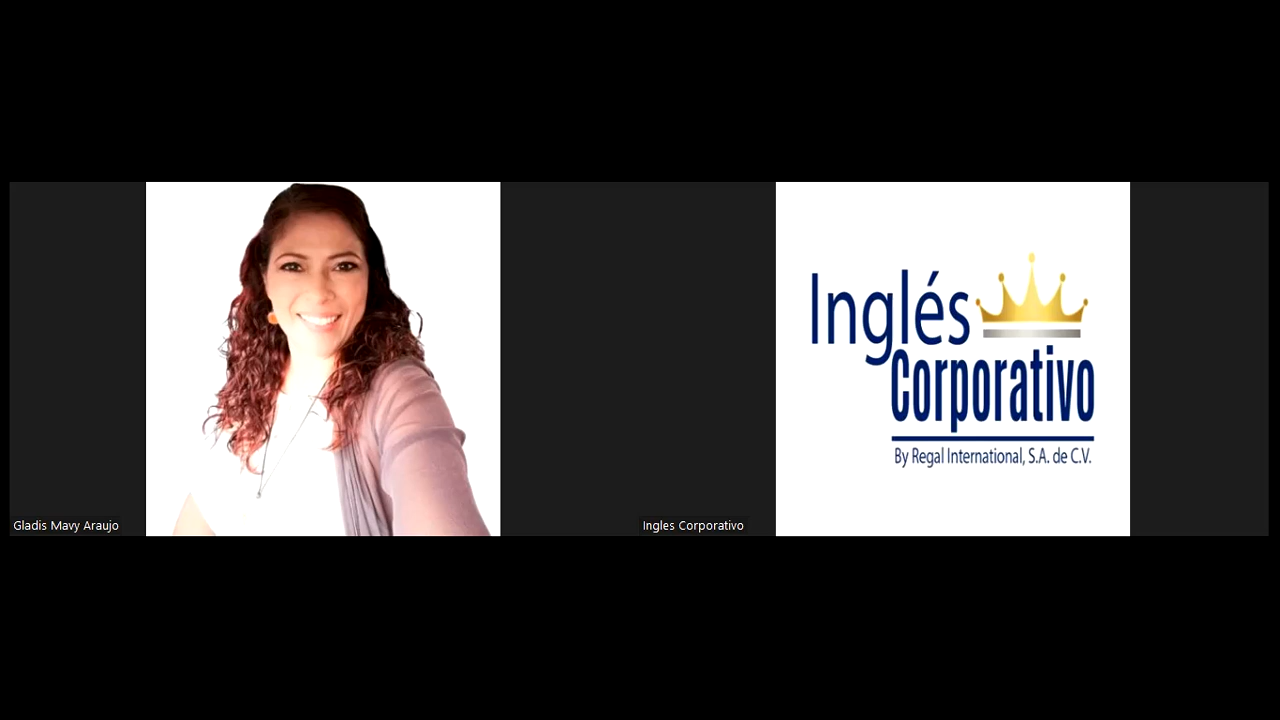 Inglés
Corporativo
By Regal International, S.A. de C.V.
Gladis Mavy Araujo
Ingles Corporativo